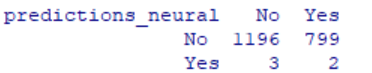 predictions_neural No Yes
No 1196 799
Yes 3 2